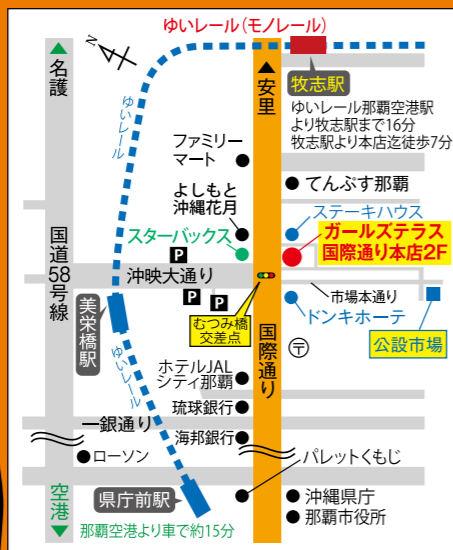 ゆいレール(モノレール)
N
▲名護
▲安里
牧志駅
ゆいレール那覇空港駅
より牧志駅まで16分
牧志駅より本店迄徒歩7分
ゆいレール
ファミリー
マート
てんぷす那覇
よしもと
沖縄花月
ステーキハウス
スターバックス
ガールズテラス
国際通り本店2F
P
国道58号線
沖映大通り
P
P
市場本通り
むつみ橋
交差点
ドンキホーテ
公設市場
美栄橋駅
国際通り
〒
ゆいレール
ホテルJAL
シティ那覇
琉球銀行
一銀通り
海邦銀行
ローソン
パレットくもじ
県庁前駅
沖縄県庁
那覇市役所
空港▼
那覇空港より車で約15分